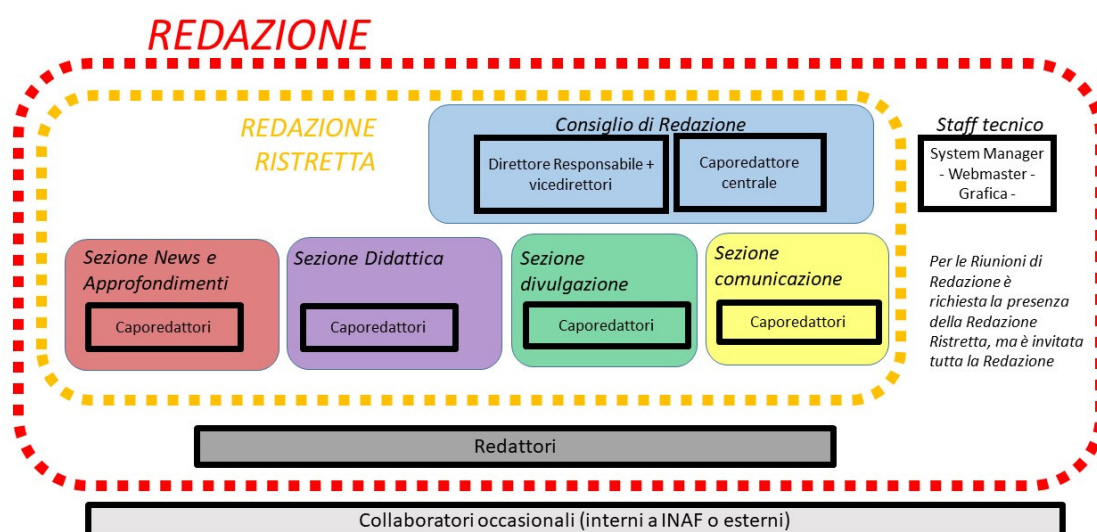 REDAZIONE
REDAZIONE
RISTRETTA
Consiglio di Redazione
Direttore Responsabile +
vicedirettori
Caporedattore
centrale
Staff tecnico
System Manager
- Webmaster -
Grafica -
Sezione News e
Approfondimenti
Caporedattori
Sezione Didattica
Caporedattori
Sezione
divulgazione
Caporedattori
Sezione
comunicazione
Caporedattori
Per le Riunioni di
Redazione è
richiesta la presenza
della Redazione
Ristretta, ma è invitata
tutta la Redazione
Redattori
Collaboratori occasionali (interni a INAF o esterni)